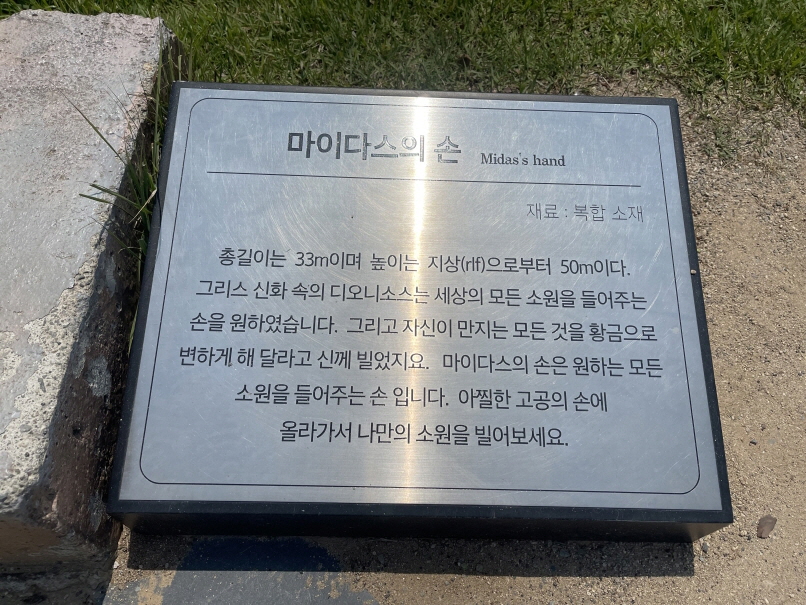 마이다스의 손 Midas's hand
재료 : 복합 소재
총길이는 33m이며 높이는 지상(rlf)으로부터 50m이다.
그리스 신화 속의 디오니소스는 세상의 모든 소원을 들어주는
손을 원하였습니다. 그리고 자신이 만지는 모든 것을 황금으로
변하게 해 달라고 신께 빌었지요. 마이다스의 손은 원하는 모든
소원을 들어주는 손 입니다. 아찔한 고공의 손에
올라가서 나만의 소원을 빌어보세요.